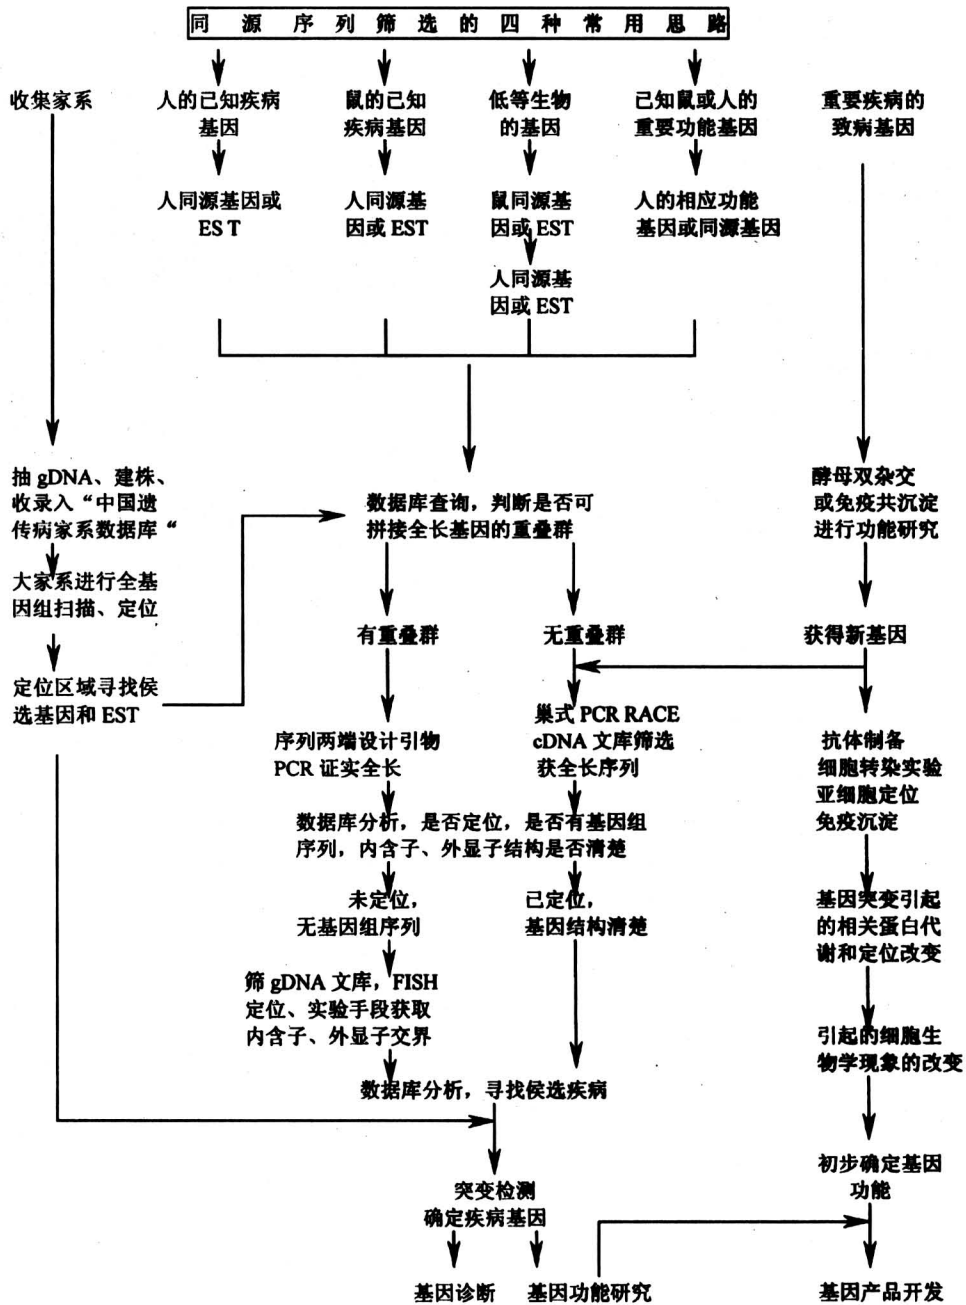 同源序列筛选的四种常用思路
收集家系
人的已知疾病
基因
鼠的已知
疾病基因
低等生物
的基因
已知鼠或人的
重要功能基因
重要疾病的
致病基因
人同源基因或
ES T
人同源基
因或 EST
鼠同源基
因或 EST
人的相应功能
基因或同源基因
人同源基
因或 EST
抽 gDNA、建株、
收录入“中国遗
传病家系数据库“
数据库查询，判断是否可
拼接全长基因的重叠群
酵母双杂交
或免疫共沉淀
进行功能研究
大家系进行全基
因组扫描、定位
有重叠群
无重叠群
获得新基因
定位区域寻找侯
选基因和 EST
序列两端设计引物
PCR 证实全长
巢式 PCR RACE
cDNA 文库筛选
获全长序列
抗体制备
细胞转染实验
亚细胞定位
免疫沉淀
数据库分析，是否定位，是否有基因组
序列，内含子、外显子结构是否清楚
未定位，
无基因组序列
已定位，
基因结构清楚
基因突变引起
的相关蛋白代
谢和定位改变
筛 gDNA 文库，FISH
定位、实验手段获取
内含子、外显子交界
引起的细胞生
物学现象的改变
数据库分析，寻找侯选疾病
初步确定基因
功能
突变检测
确定疾病基因
基因诊断
基因功能研究
基因产品开发